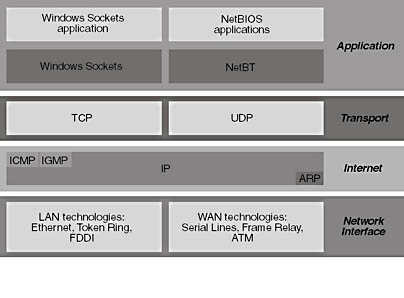 Windows Sockets
application
NetBIOS
applications
Application
Windows Sockets
NetBT
TCP
UDP
Transport
ICMP
IGMP
IP
ARP
Internet
LAN technologies:
Ethernet, Token Ring,
FDDI
WAN technologies:
Serial Lines, Frame Relay,
ATM
Network
Interface